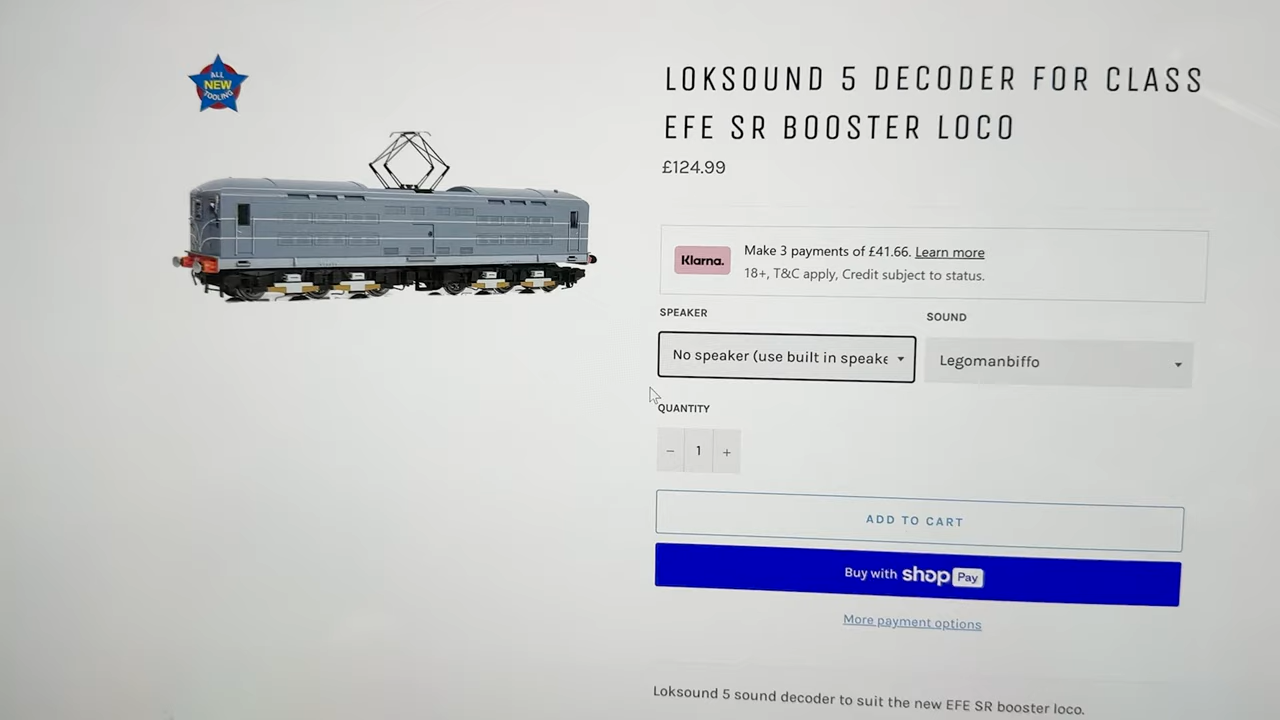 ALL
NEW
TOOLING
LOKSOUND 5 DECODER FOR CLASS
EFE SR BOOSTER LOCO
£124.99
Klarna.
Make 3 payments of £41.66. Learn more
18+, T&C apply, Credit subject to status.
SPEAKER
SOUND
No speaker (use built in speake
Legomanbiffo
QUANTITY
− 1 +
ADD TO CART
Buy with shop Pay
More payment options
Loksound 5 sound decoder to suit the new EFE SR booster loco.